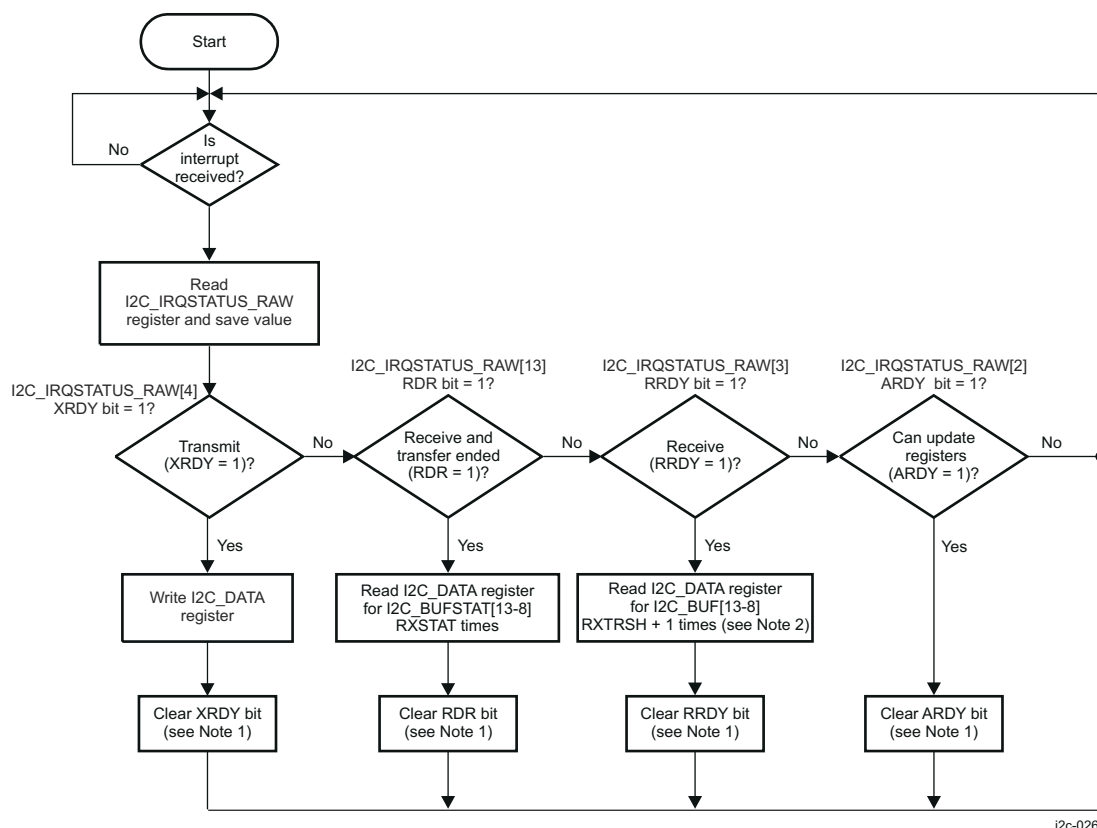 Start
Is
interrupt
received?
No
Read
I2C_IRQSTATUS_RAW
register and save value
I2C_IRQSTATUS_RAW[4]
XRDY bit = 1?
I2C_IRQSTATUS_RAW[13]
RDR bit = 1?
I2C_IRQSTATUS_RAW[3]
RRDY bit = 1?
I2C_IRQSTATUS_RAW[2]
ARDY bit = 1?
Transmit
(XRDY = 1)?
No
Receive and
transfer ended
(RDR = 1)?
No
Receive
(RRDY = 1)?
No
Can update
registers
(ARDY = 1)?
No
Yes
Yes
Yes
Yes
Write I2C_DATA
register
Read I2C_DATA register
for I2C_BUFSTAT[13-8]
RXSTAT times
Read I2C_DATA register
for I2C_BUF[13-8]
RXTRSH + 1 times (see Note 2)
Clear XRDY bit
(see Note 1)
Clear RDR bit
(see Note 1)
Clear RRDY bit
(see Note 1)
Clear ARDY bit
(see Note 1)
i2c-026